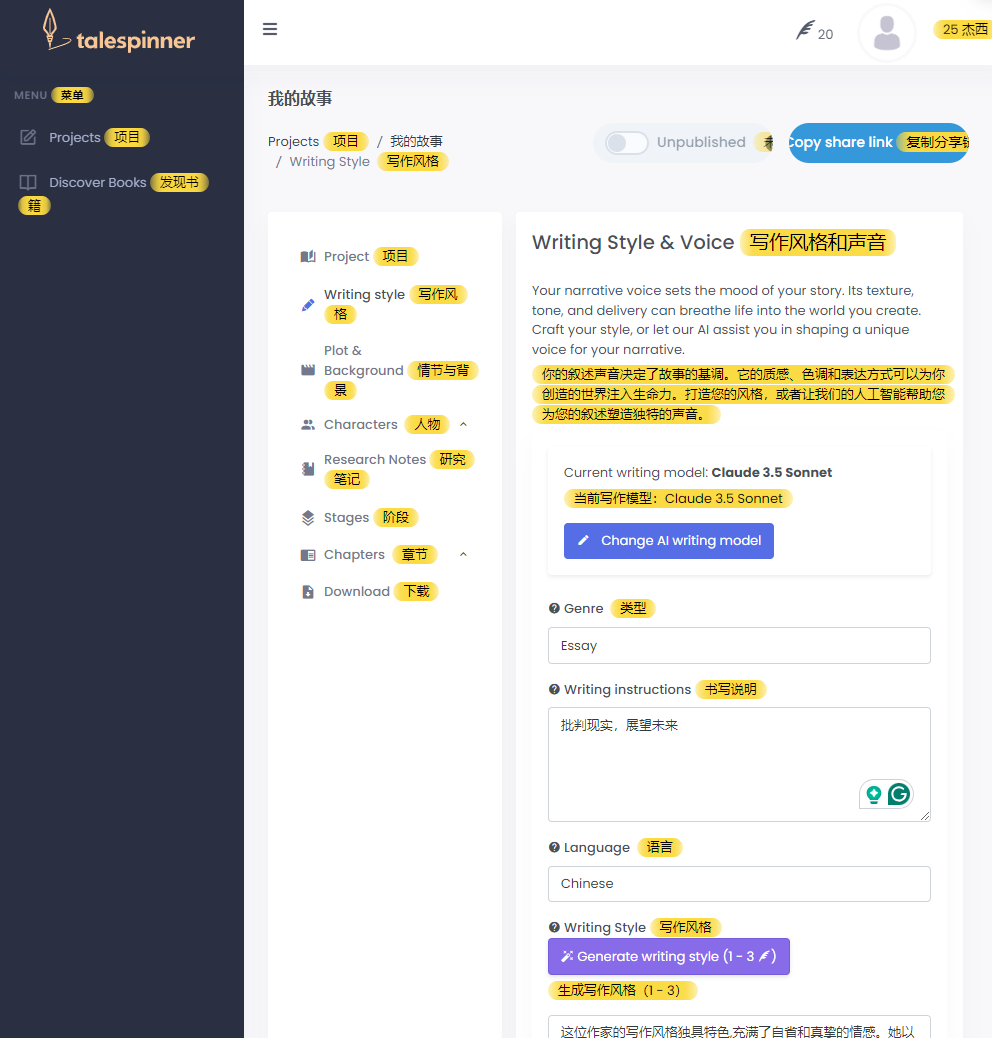 talespinner
20
25 杰西
MENU 菜单
Projects 项目
Discover Books 发现书
籍
我的故事
Projects 项目 / 我的故事
/ Writing Style 写作风格
Unpublished
Copy share link 复制分享
Project 项目
Writing style 写作风
格
Plot &
Background 情节与背
景
Characters 人物
Research Notes 研究
笔记
Stages 阶段
Chapters 章节
Download 下载
Writing Style & Voice 写作风格和声音
Your narrative voice sets the mood of your story. Its texture,
tone, and delivery can breathe life into the world you create.
Craft your style, or let our AI assist you in shaping a unique
voice for your narrative.
你的叙述声音决定了故事的基调。它的质感、色调和表达方式可以为你
创造的世界注入生命力。打造您的风格，或者让我们的人工智能帮助您
为您的叙述塑造独特的声音。
Current writing model: Claude 3.5 Sonnet
当前写作模型：Claude 3.5 Sonnet
Change AI writing model
Genre 类型
Essay
Writing instructions 书写说明
批判现实，展望未来
Language 语言
Chinese
Writing Style 写作风格
Generate writing style (1 - 3 )
生成写作风格（1 - 3）
这位作家的写作风格独具特色,充满了自省和真挚的情感。她以